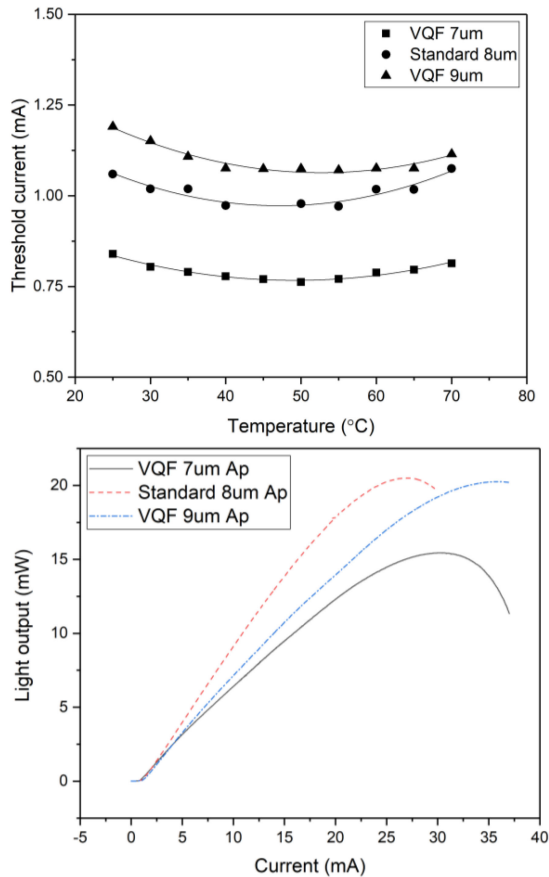 1.50
1.25
1.00
0.75
0.50
Threshold current (mA)
VQF 7um
Standard 8um
VQF 9um
20 30 40 50 60 70 80
Temperature (°C)
VQF 7um Ap
Standard 8um Ap
VQF 9um Ap
20
15
10
5
0
Light output (mW)
-5 0 5 10 15 20 25 30 35 40
Current (mA)